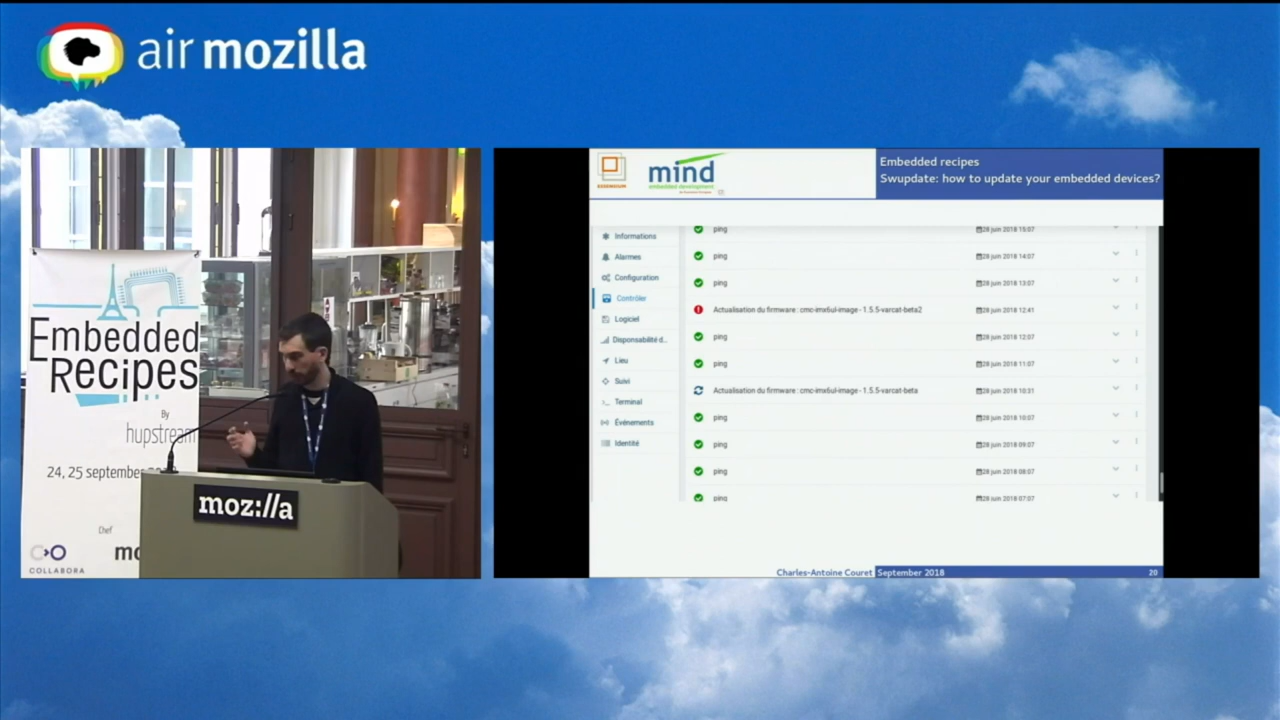 air mozilla
Embedded
Recipes
By
hupstream
24, 25 september
Chef
COLLABORA
moz://a
ASSENSIUM
mind
embedded development
Embedded recipes
Swupdate: how to update your embedded devices?
Informations
Alarmes
Configuration
Contrôler
Logiciel
Disponsabilité d...
Lieu
Suivi
Terminal
Événements
Identité
ping 28 juin 2018 15:07
ping 28 juin 2018 14:07
ping 28 juin 2018 13:07
Actualisation du firmware : cmc-imx6ul-image - 1.5.5-varcat-beta2 28 juin 2018 12:41
ping 28 juin 2018 12:07
ping 28 juin 2018 11:07
Actualisation du firmware : cmc-imx6ul-image - 1.5.5-varcat-beta 28 juin 2018 10:31
ping 28 juin 2018 10:07
ping 28 juin 2018 09:07
ping 28 juin 2018 08:07
ping 28 juin 2018 07:07
Charles-Antoine Couret September 2018 20